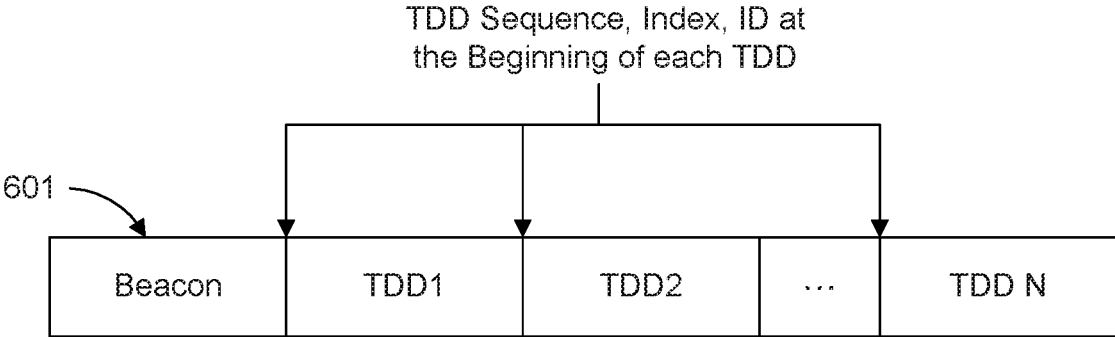 TDD Sequence, Index, ID at
the Beginning of each TDD
601
Beacon TDD1 TDD2 ... TDD N